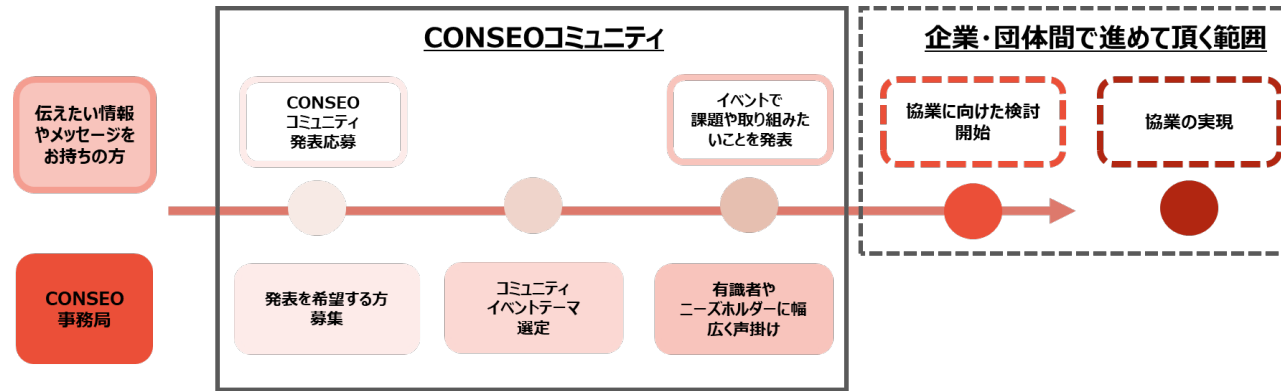 CONSEOコミュニティ
企業・団体間で進めて頂く範囲
伝えたい情報
やメッセージを
お持ちの方
CONSEO
コミュニティ
発表応募
イベントで
課題や取り組みた
いことを発表
協業に向けた検討
開始
協業の実現
CONSEO
事務局
発表を希望する方
募集
コミュニティ
イベントテーマ
選定
有識者や
ニーズホルダーに幅
広く声掛け